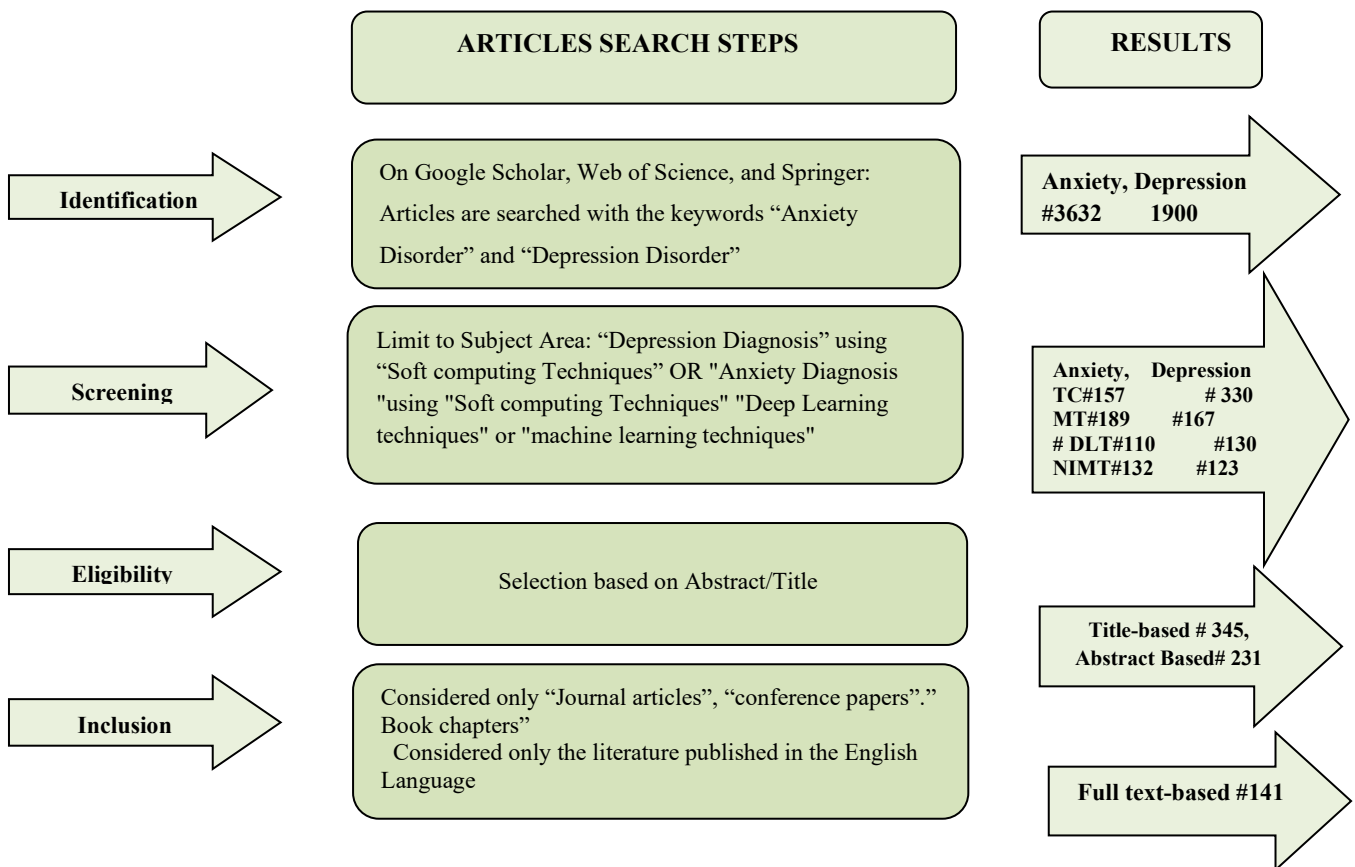 ARTICLES SEARCH STEPS
RESULTS
Identification
On Google Scholar, Web of Science, and Springer:
Articles are searched with the keywords “Anxiety
Disorder” and “Depression Disorder”
Anxiety, Depression
#3632 1900
Screening
Limit to Subject Area: “Depression Diagnosis” using
“Soft computing Techniques” OR "Anxiety Diagnosis
"using "Soft computing Techniques" "Deep Learning
techniques" or "machine learning techniques"
Anxiety, Depression
TC#157 # 330
MT#189 #167
# DLT#110 #130
NIMT#132 #123
Eligibility
Selection based on Abstract/Title
Title-based # 345,
Abstract Based# 231
Inclusion
Considered only “Journal articles”, “conference papers”.”
Book chapters”
Considered only the literature published in the English
Language
Full text-based #141